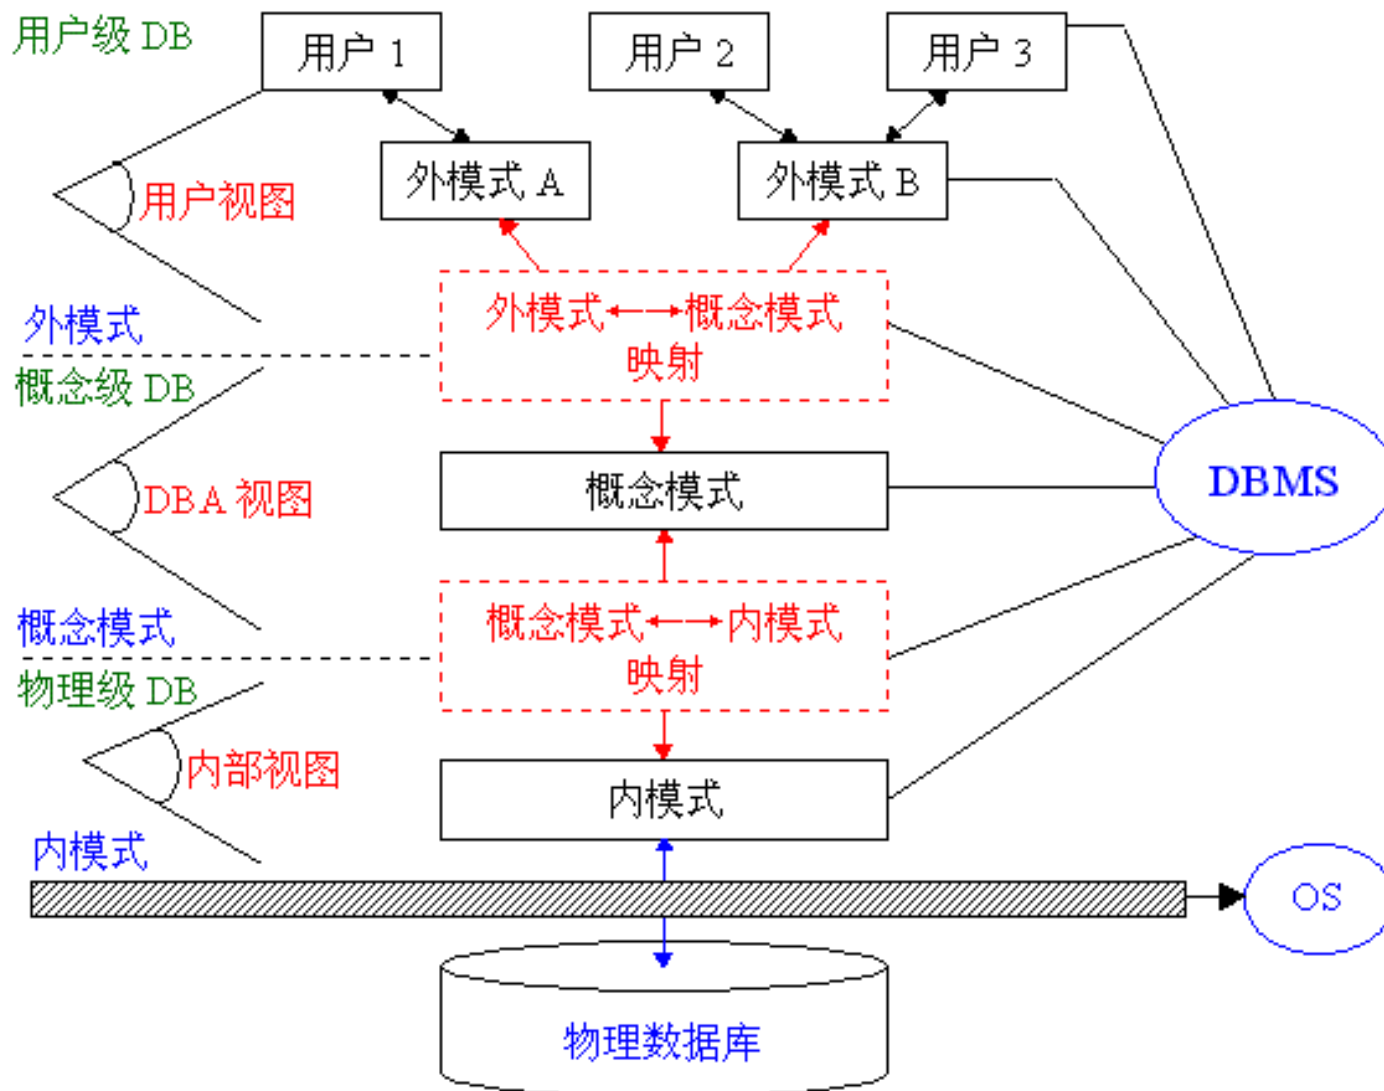 用户级 DB
用户 1
用户 2
用户 3
外模式 A
外模式 B
用户视图
外模式
外模式 概念模式
映射
概念级 DB
DBA 视图
概念模式
DBMS
概念模式
概念模式 内模式
映射
物理级 DB
内部视图
内模式
内模式
OS
物理数据库